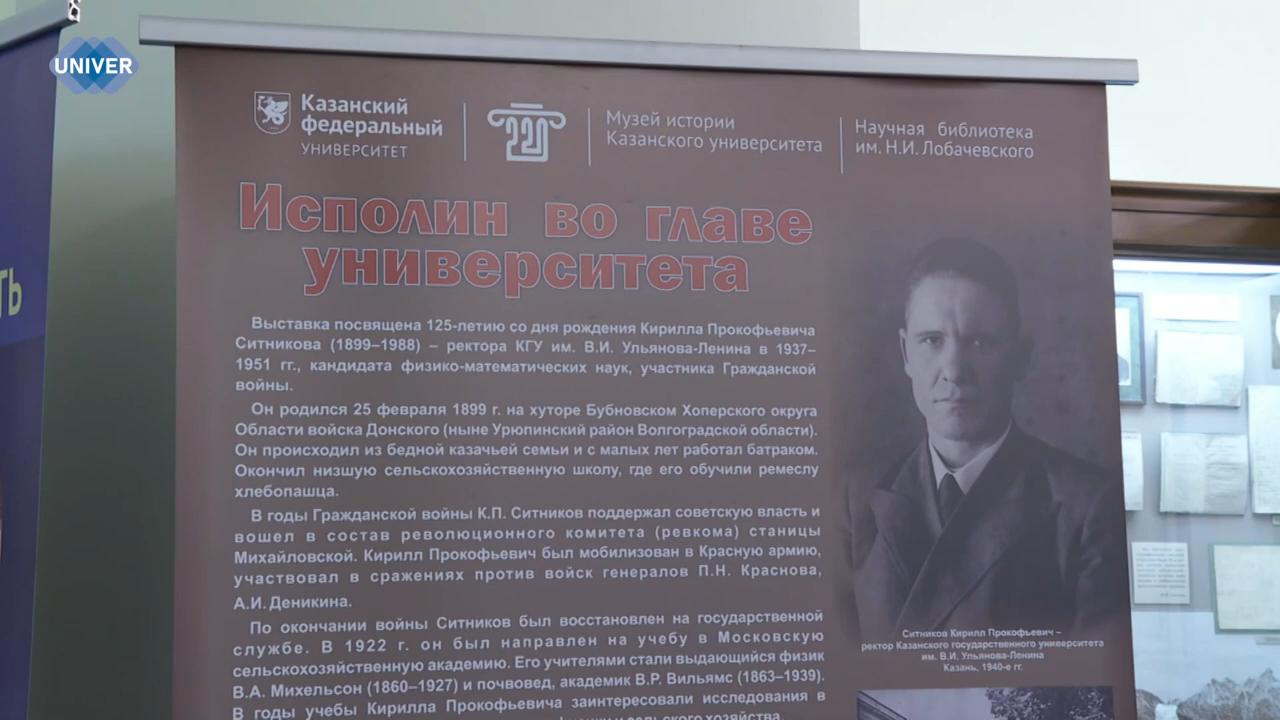 UNIVER
ть
Казанский
федеральный
УНИВЕРСИТЕТ
220
Музей истории
Казанского университета
Научная библиотека
им. Н.И. Лобачевского
Исполин во главе
университета
Выставка посвящена 125-летию со дня рождения Кирилла Прокофьевича
Ситникова (1899–1988) – ректора КГУ им. В.И. Ульянова-Ленина в 1937–
1951 гг., кандидата физико-математических наук, участника Гражданской
войны.
Он родился 25 февраля 1899 г. на хуторе Бубновском Хоперского округа
Области войска Донского (ныне Урюпинский район Волгоградской области).
Он происходил из бедной казачьей семьи и с малых лет работал батраком.
Окончил низшую сельскохозяйственную школу, где его обучили ремеслу
хлебопашца.
В годы Гражданской войны К.П. Ситников поддержал советскую власть и
вошел в состав революционного комитета (ревкома) станицы
Михайловской. Кирилл Прокофьевич был мобилизован в Красную армию,
участвовал в сражениях против войск генералов П.Н. Краснова,
А.И. Деникина.
По окончании войны Ситников был восстановлен на государственной
службе. В 1922 г. он был направлен на учебу в Московскую
сельскохозяйственную академию. Его учителями стали выдающийся физик
В.А. Михельсон (1860–1927) и почвовед, академик В.Р. Вильямс (1863–1939).
В годы учебы Кирилла Прокофьевича заинтересовали исследования в
и сельского хозяйства.
Ситников Кирилл Прокофьевич –
ректор Казанского государственного университета
им. В.И. Ульянова-Ленина
Казань, 1940-е гг.